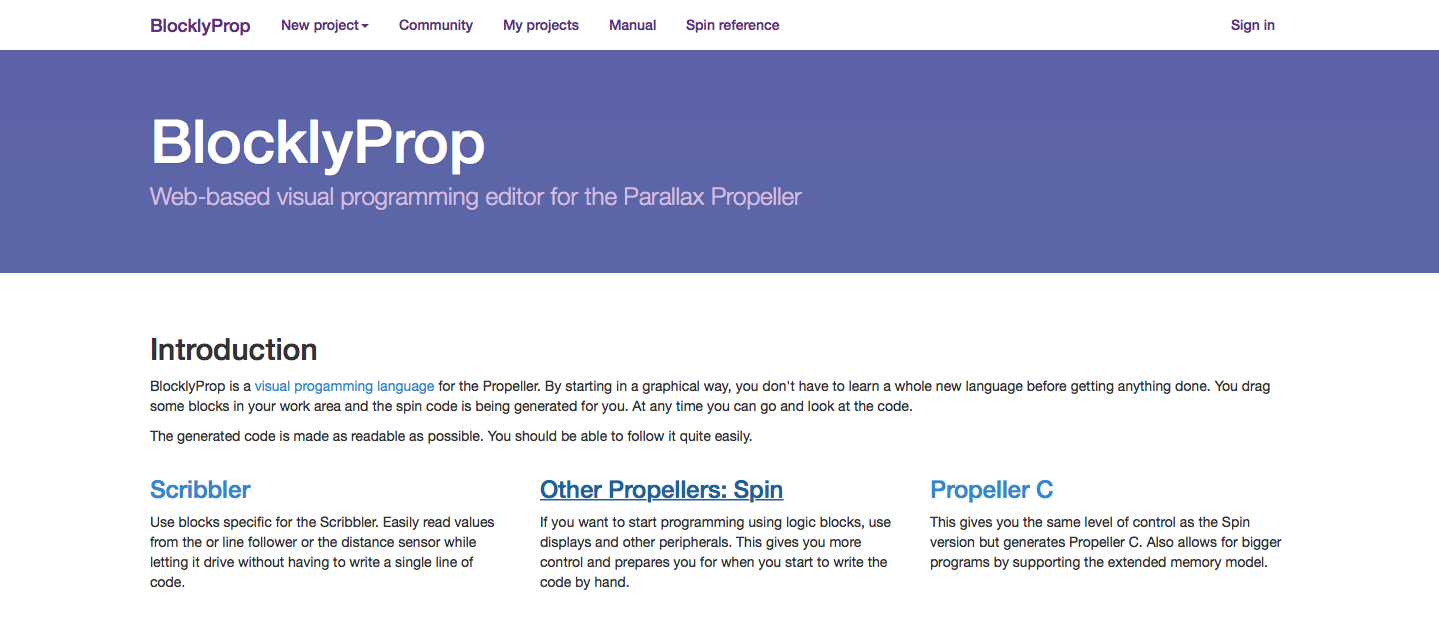 BlocklyProp New project Community My projects Manual Spin reference Sign in
BlocklyProp
Web-based visual programming editor for the Parallax Propeller
Introduction
BlocklyProp is a visual progamming language for the Propeller. By starting in a graphical way, you don't have to learn a whole new language before getting anything done. You drag
some blocks in your work area and the spin code is being generated for you. At any time you can go and look at the code.
The generated code is made as readable as possible. You should be able to follow it quite easily.
Scribbler
Use blocks specific for the Scribbler. Easily read values
from the or line follower or the distance sensor while
letting it drive without having to write a single line of
code.
Other Propellers: Spin
If you want to start programming using logic blocks, use
displays and other peripherals. This gives you more
control and prepares you for when you start to write the
code by hand.
Propeller C
This gives you the same level of control as the Spin
version but generates Propeller C. Also allows for bigger
programs by supporting the extended memory model.